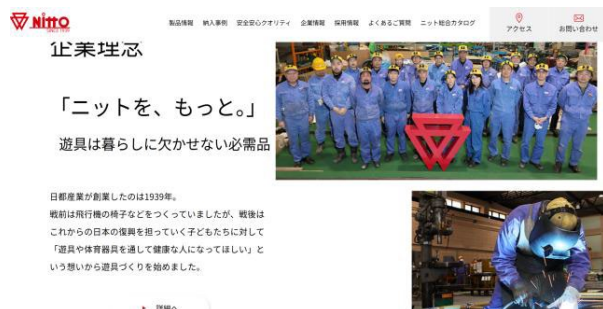 NITTO
SINCE 1939
製品情報 納入事例 安全安心クオリティ 企業情報 採用情報 よくあるご質問 ニット総合カタログ
アクセス
お問い合わせ
企業理念
「ニットを、もっと。」
遊具は暮らしに欠かせない必需品
日都産業が創業したのは1939年。
戦前は飛行機の椅子などをつくっていましたが、戦後は
これからの日本の復興を担っていく子どもたちに対して
「遊具や体育器具を通して健康な人になってほしい」と
いう想いから遊具づくりを始めました。